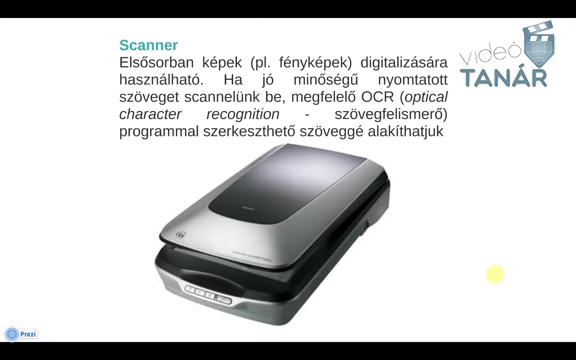 Scanner
Elsősorban képek (pl. fényképek) digitalizására
használható. Ha jó minőségű nyomtatott
szöveget scannelünk be, megfelelő OCR (optical
character recognition - szövegfelismerő)
programmal szerkeszthető szöveggé alakíthatjuk
videó
TANÁR
Prezi